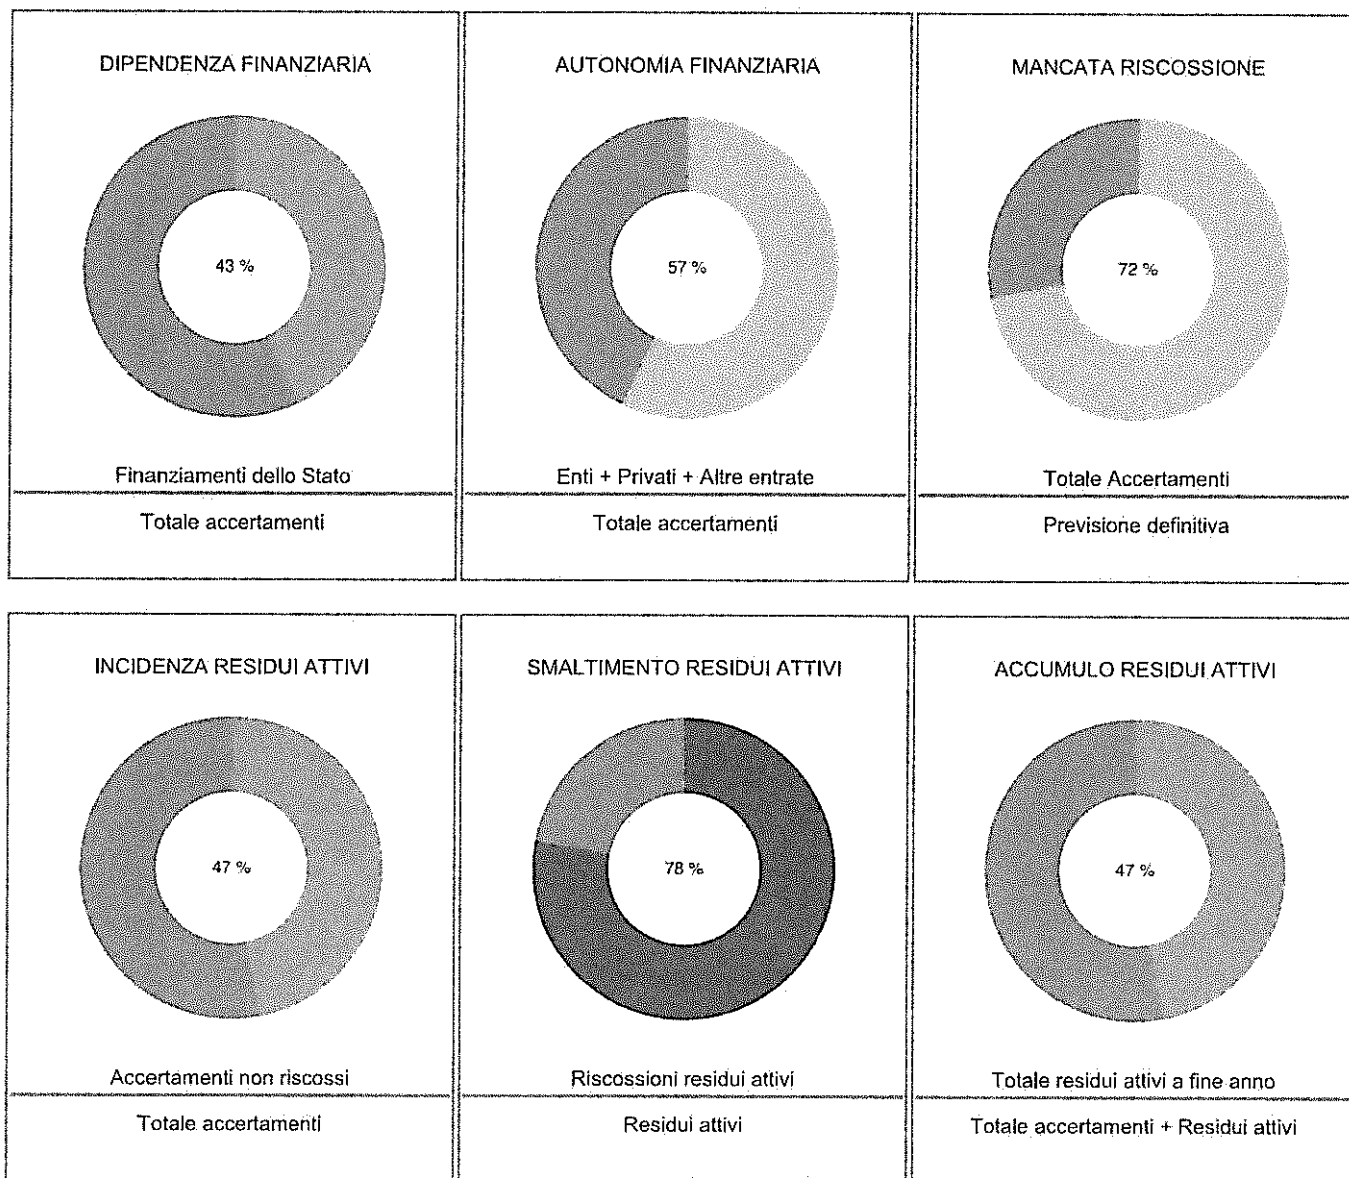 DIPENDENZA FINANZIARIA
43 %
Finanziamenti dello Stato
Totale accertamenti
AUTONOMIA FINANZIARIA
57 %
Enti + Privati + Altre entrate
Totale accertamenti
MANCATA RISCOSSIONE
72 %
Totale Accertamenti
Previsione definitiva
INCIDENZA RESIDUI ATTIVI
47 %
Accertamenti non riscossi
Totale accertamenti
SMALTIMENTO RESIDUI ATTIVI
78 %
Riscossioni residui attivi
Residui attivi
ACCUMULO RESIDUI ATTIVI
47 %
Totale residui attivi a fine anno
Totale accertamenti + Residui attivi